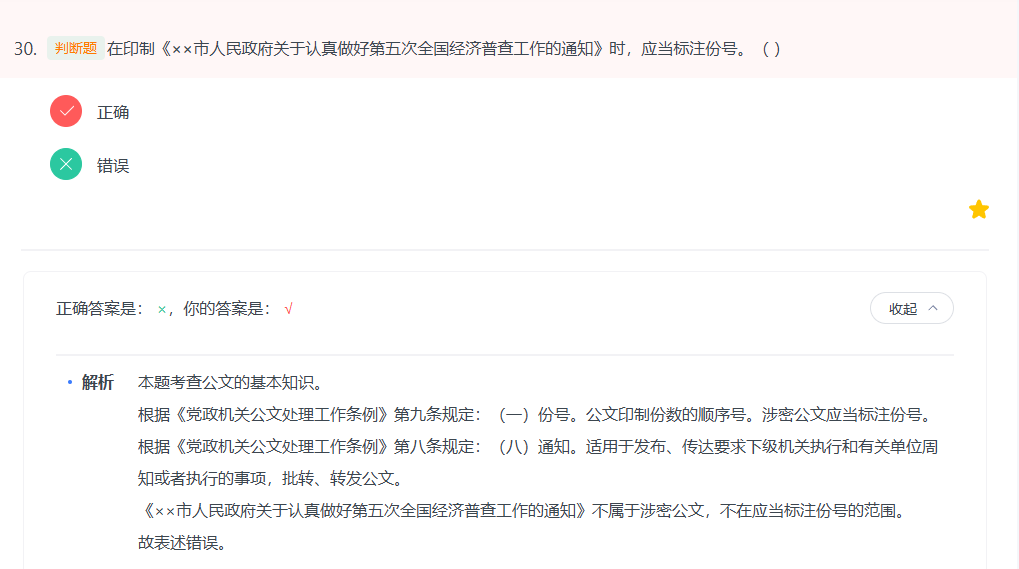 30. 判断题 在印制《××市人民政府关于认真做好第五次全国经济普查工作的通知》时，应当标注份号。（ ）
正确
错误
正确答案是： ×，你的答案是： √
收起
解析 本题考查公文的基本知识。
根据《党政机关公文处理工作条例》第九条规定：（一）份号。公文印制份数的顺序号。涉密公文应当标注份号。
根据《党政机关公文处理工作条例》第八条规定：（八）通知。适用于发布、传达要求下级机关执行和有关单位周
知或者执行的事项，批转、转发公文。
《××市人民政府关于认真做好第五次全国经济普查工作的通知》不属于涉密公文，不在应当标注份号的范围。
故表述错误。